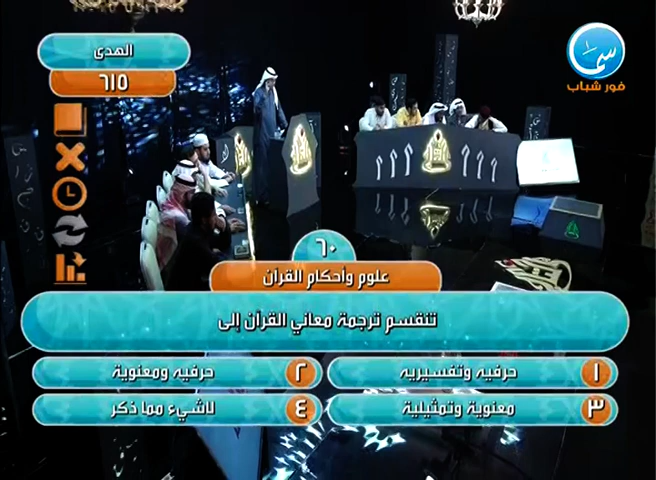 الهدى
٦١٥
سما
فور شباب
٦٠
علوم وأحكام القرآن
تنقسم ترجمة معاني القرآن إلى
١ حرفيه وتفسيريه
٢ حرفيه ومعنوية
٣ معنوية وتمثيلية
٤ لاشيء مما ذكر